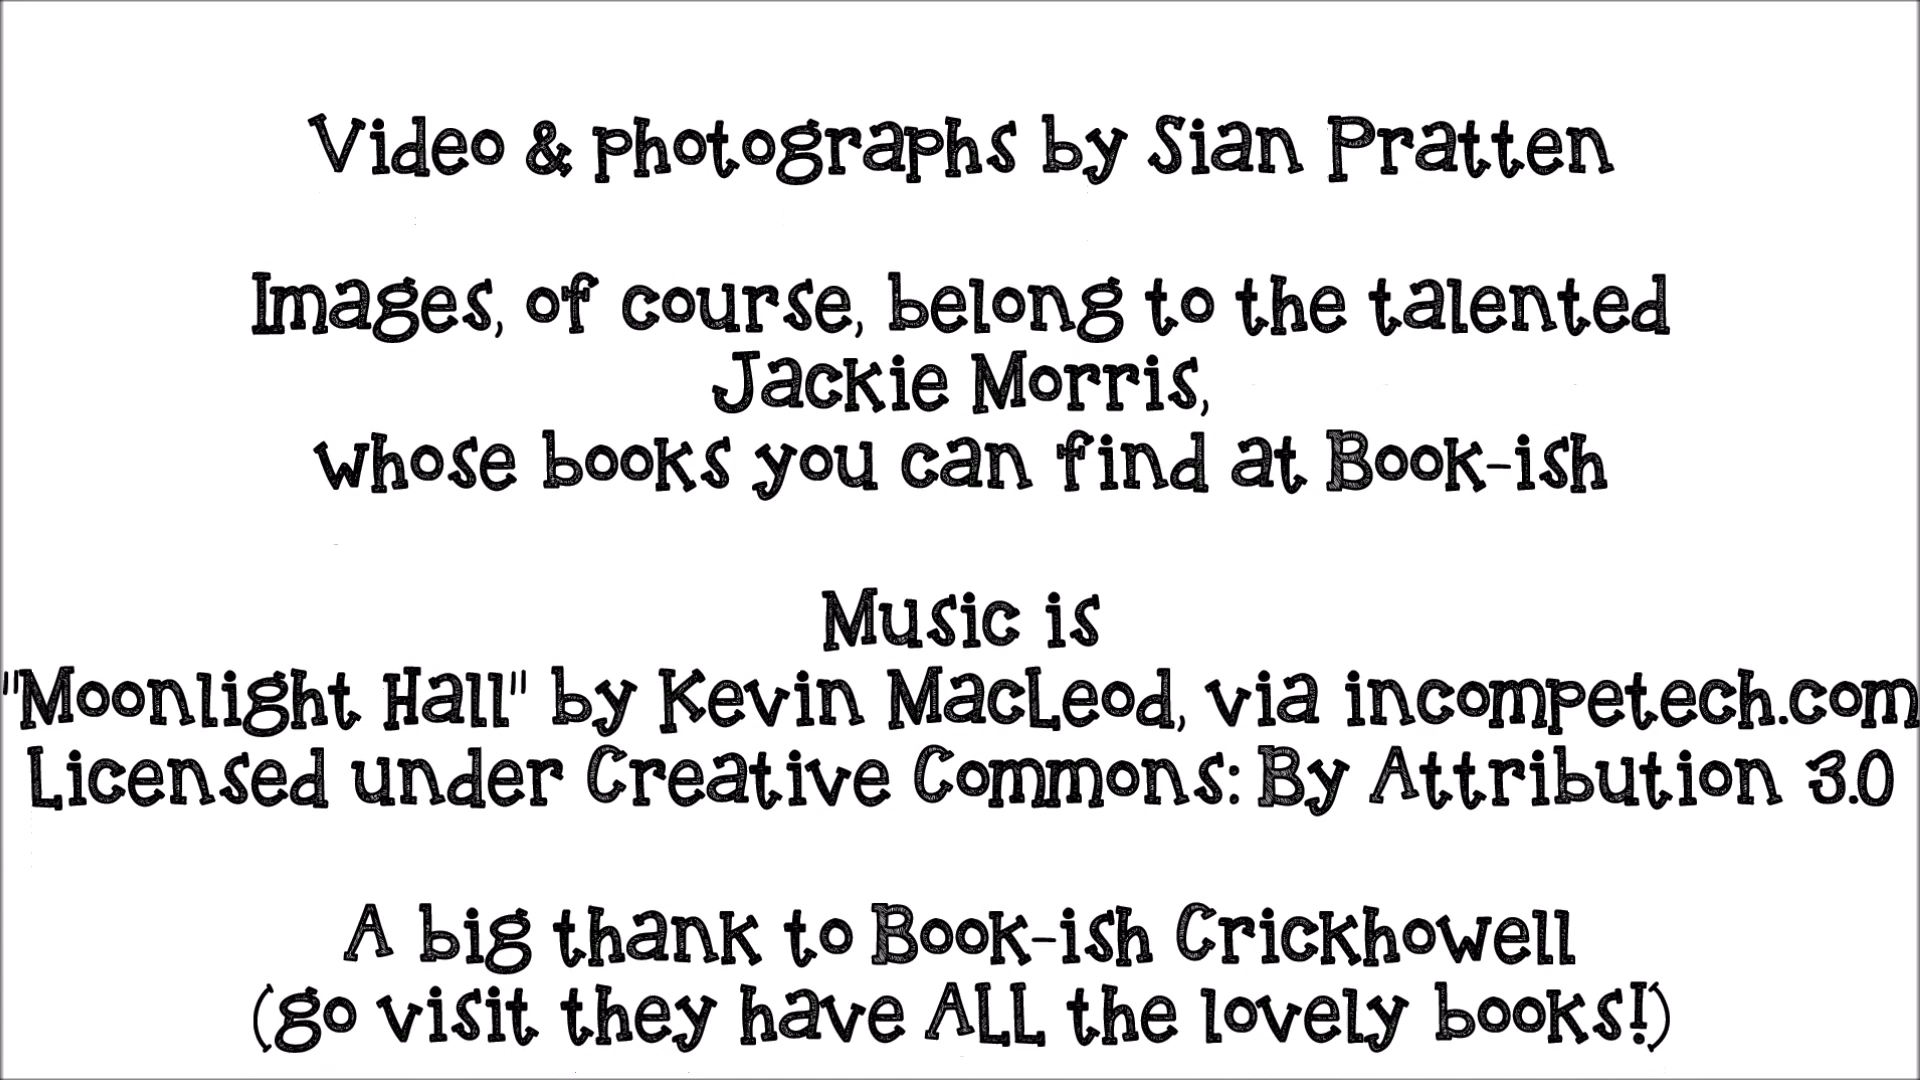 Video & photographs by Sian Pratten
Images, of course, belong to the talented
Jackie Morris,
whose books you can find at Book-ish
Music is
"Moonlight Hall" by Kevin MacLeod, via incompetech.com
Licensed under Creative Commons: By Attribution 3.0
A big thank to Book-ish Crickhowell
(go visit they have ALL the lovely books!)